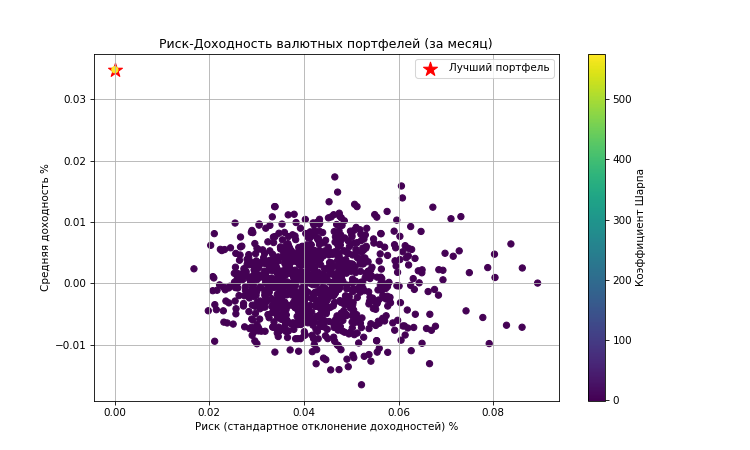 Риск-Доходность валютных портфелей (за месяц)
Лучший портфель
Средняя доходность %
0.03
0.02
0.01
0.00
−0.01
0.00 0.02 0.04 0.06 0.08
Риск (стандартное отклонение доходностей) %
500
400
300
200
100
0
Коэффициент Шарпа